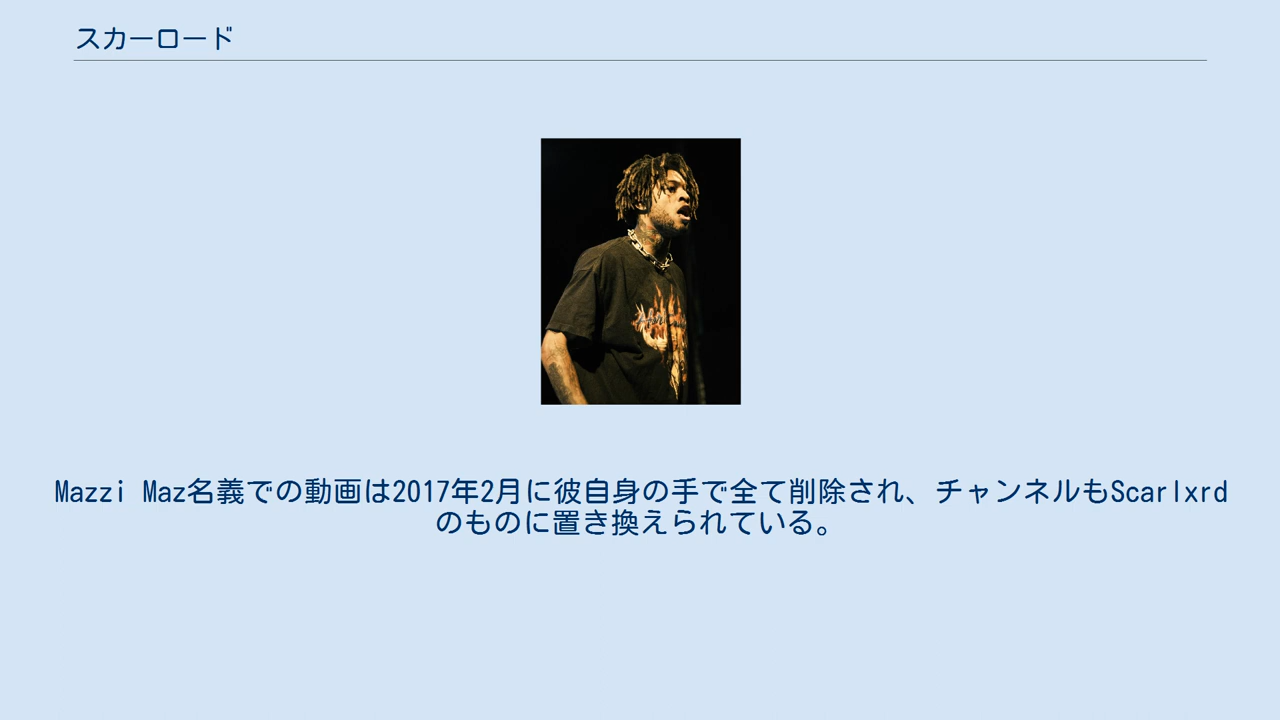 スカーロード
Mazzi Maz名義での動画は2017年2月に彼自身の手で全て削除され、チャンネルもScarlxrd
のものに置き換えられている。